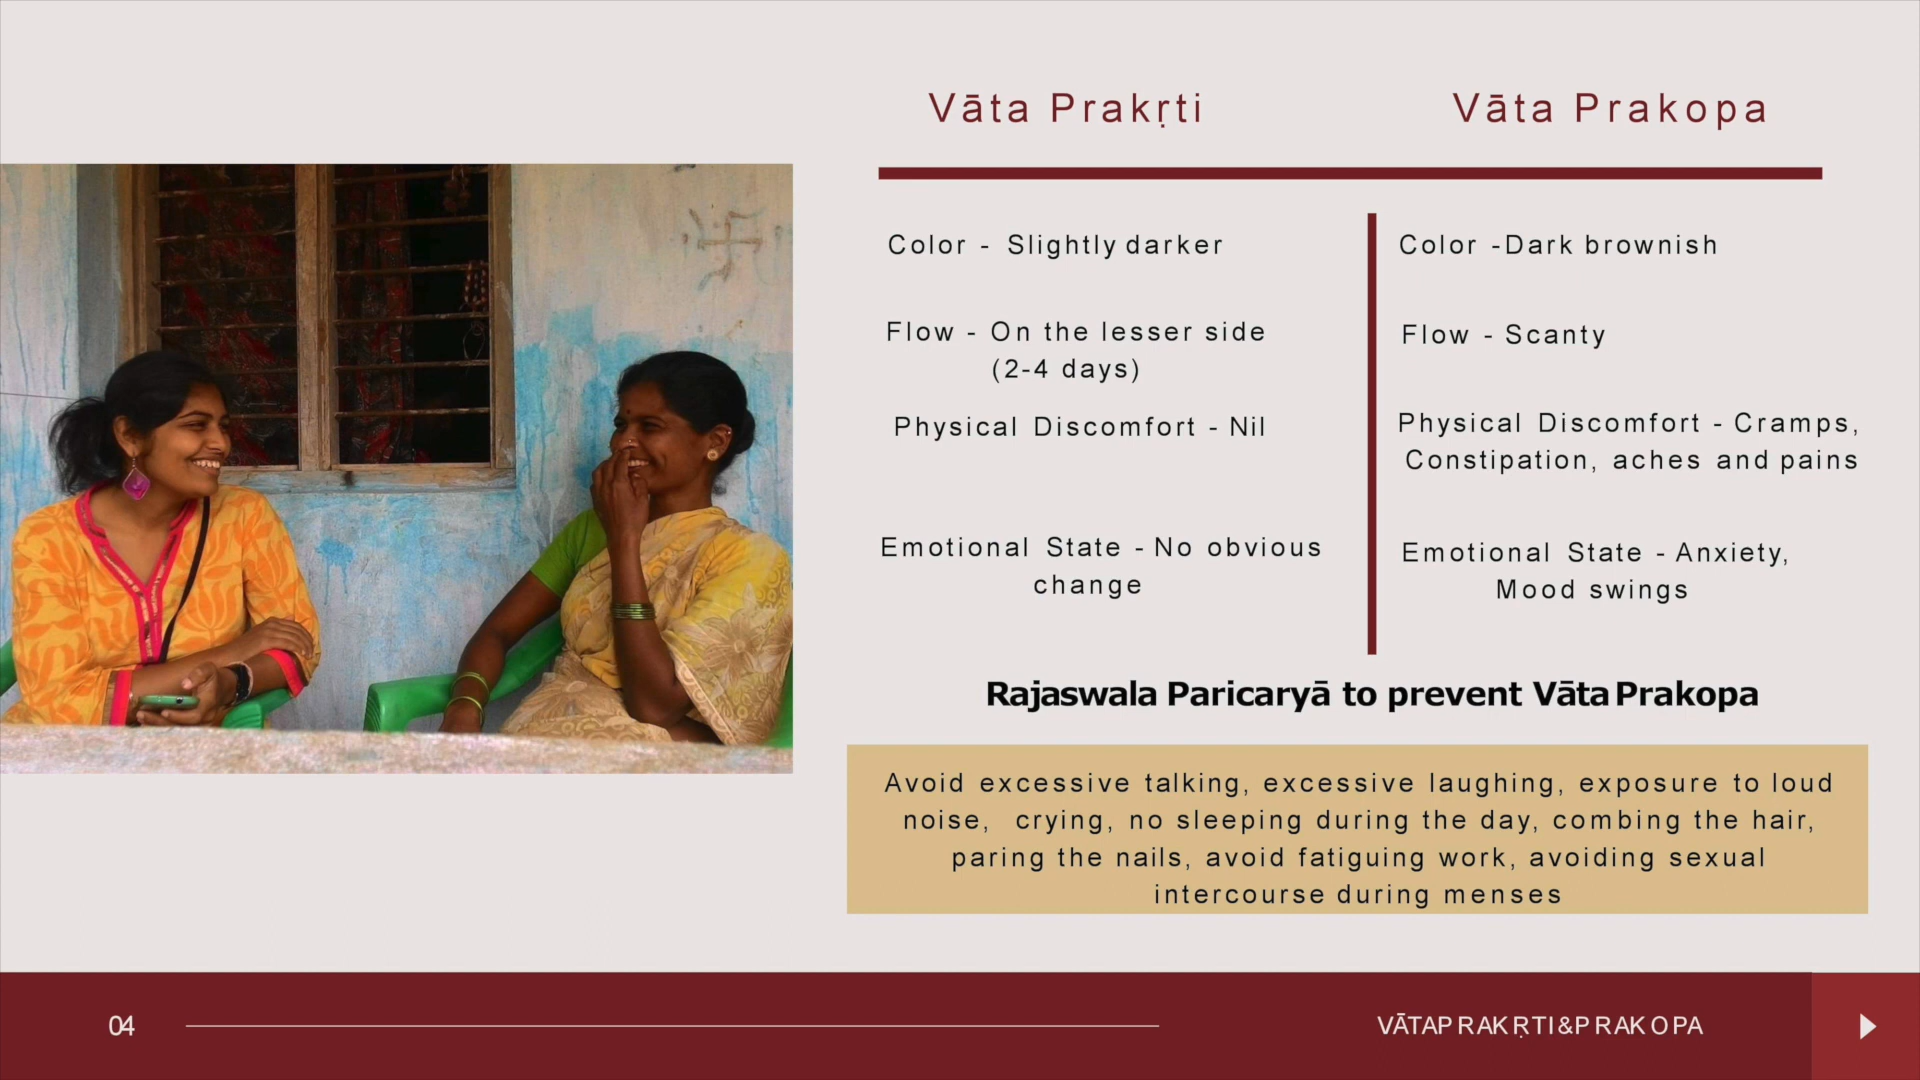 Vāta Prakṛti
Vāta Prakopa
Color - Slightly darker
Flow - On the lesser side
(2-4 days)
Physical Discomfort - Nil
Emotional State - No obvious
change
Color -Dark brownish
Flow - Scanty
Physical Discomfort - Cramps,
Constipation, aches and pains
Emotional State - Anxiety,
Mood swings
Rajaswala Paricaryā to prevent Vāta Prakopa
Avoid excessive talking, excessive laughing, exposure to loud
noise, crying, no sleeping during the day, combing the hair,
paring the nails, avoid fatiguing work, avoiding sexual
intercourse during menses
04
VĀTAPRAKṚTI&PRAKOPA